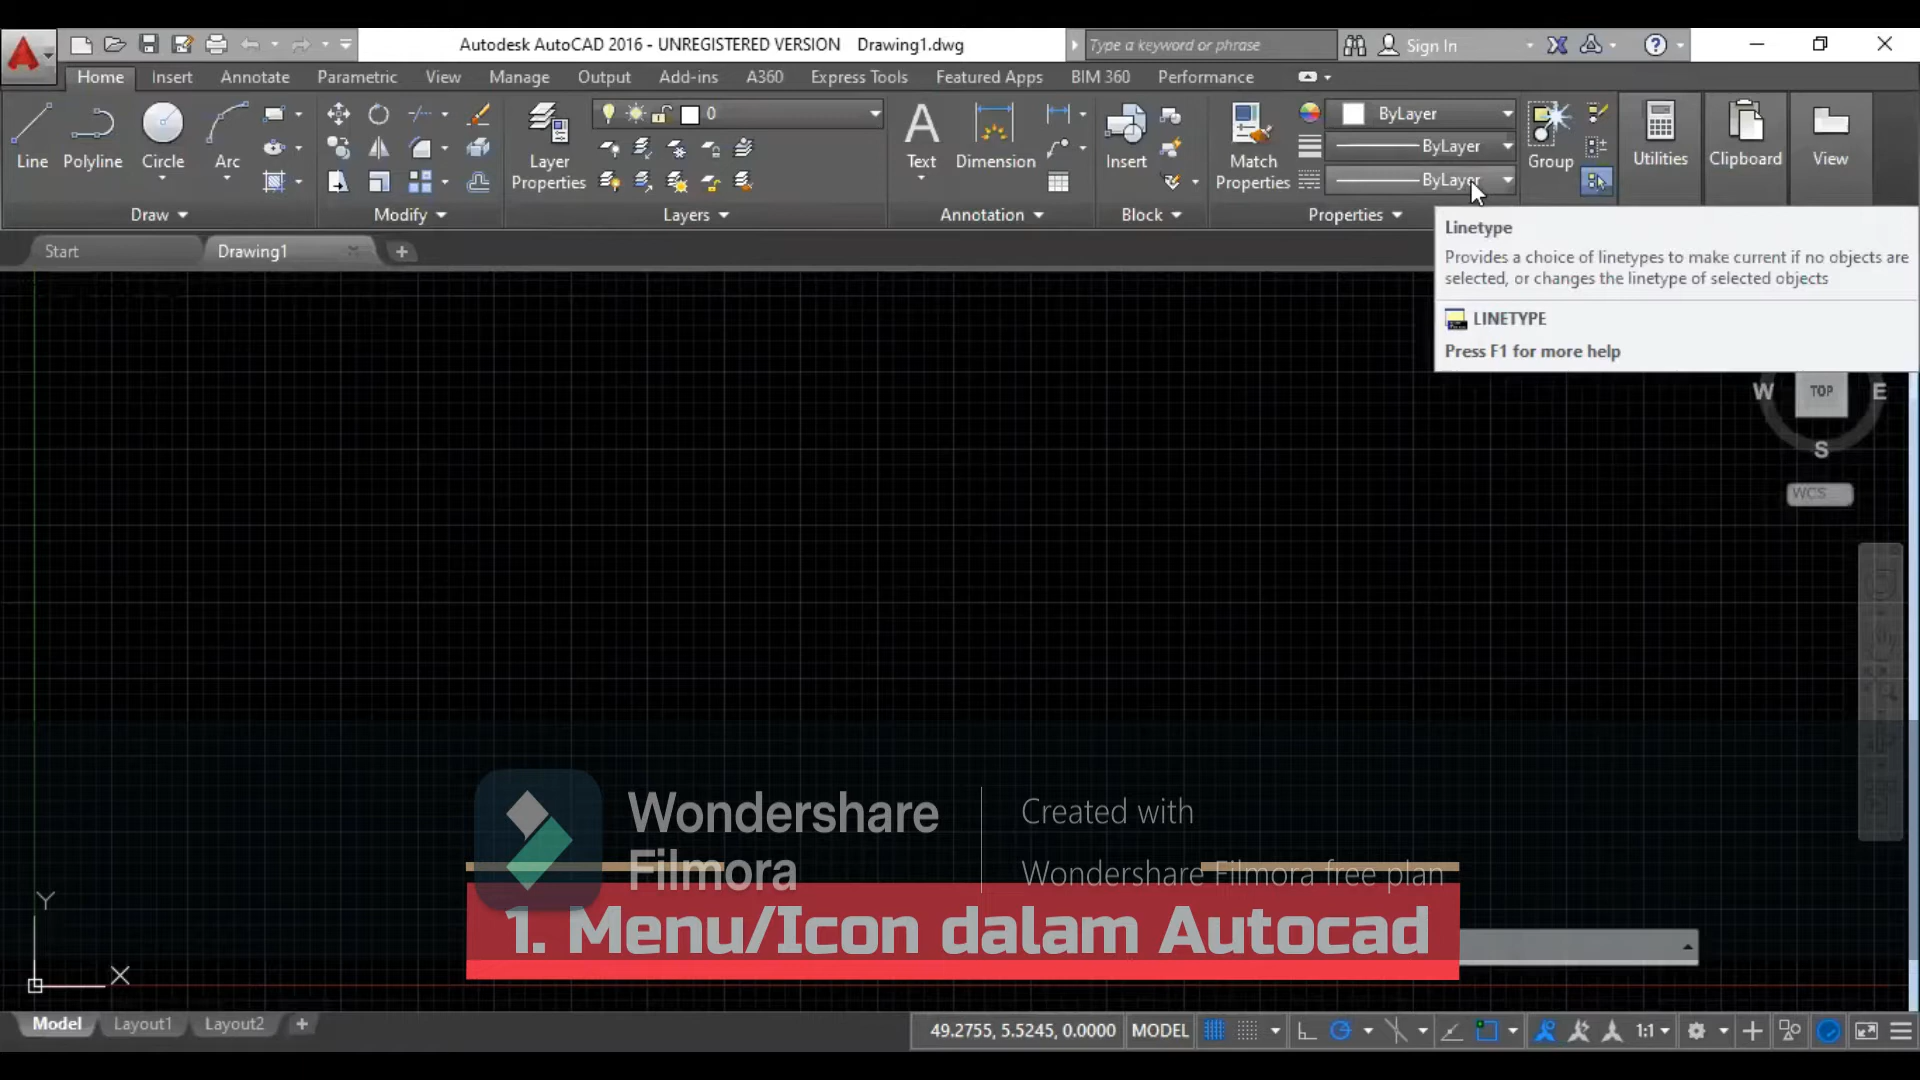 Autodesk AutoCAD 2016 - UNREGISTERED VERSION Drawing1.dwg
Type a keyword or phrase
Sign In
Home Insert Annotate Parametric View Manage Output Add-ins A360 Express Tools Featured Apps BIM 360 Performance
Line
Polyline
Circle
Arc
Draw
Modify
Layer
Properties
0
Layers
A
Text
Dimension
Annotation
Insert
Block
Match
Properties
ByLayer
ByLayer
ByLayer
Properties
Group
Utilities
Clipboard
View
Start
Drawing1
Linetype
Provides a choice of linetypes to make current if no objects are
selected, or changes the linetype of selected objects
LINETYPE
Press F1 for more help
W
TOP
E
S
WCS
Wondershare
Filmora
Created with
Wondershare Filmora free plan
1. Menu/Icon dalam Autocad
Y
X
Model Layout1 Layout2
49.2755, 5.5245, 0.0000 MODEL 1:1